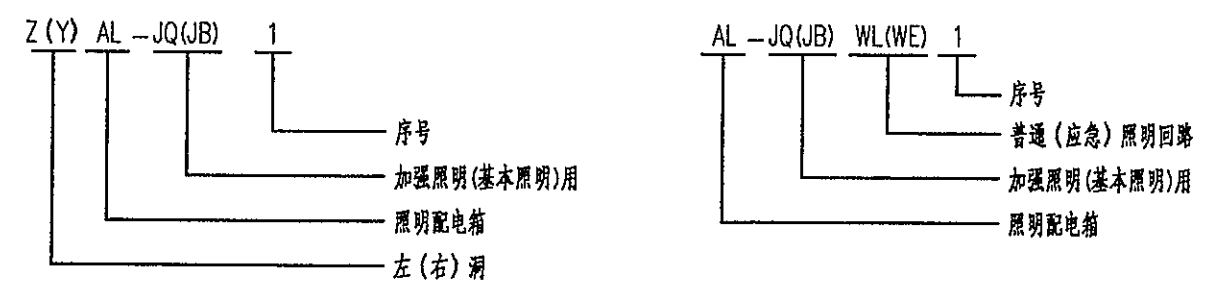 Z(Y) AL-JQ(JB) 1
序号
加强照明(基本照明)用
照明配电箱
左(右)洞
AL-JQ(JB) WL(WE) 1
序号
普通(应急)照明回路
加强照明(基本照明)用
照明配电箱